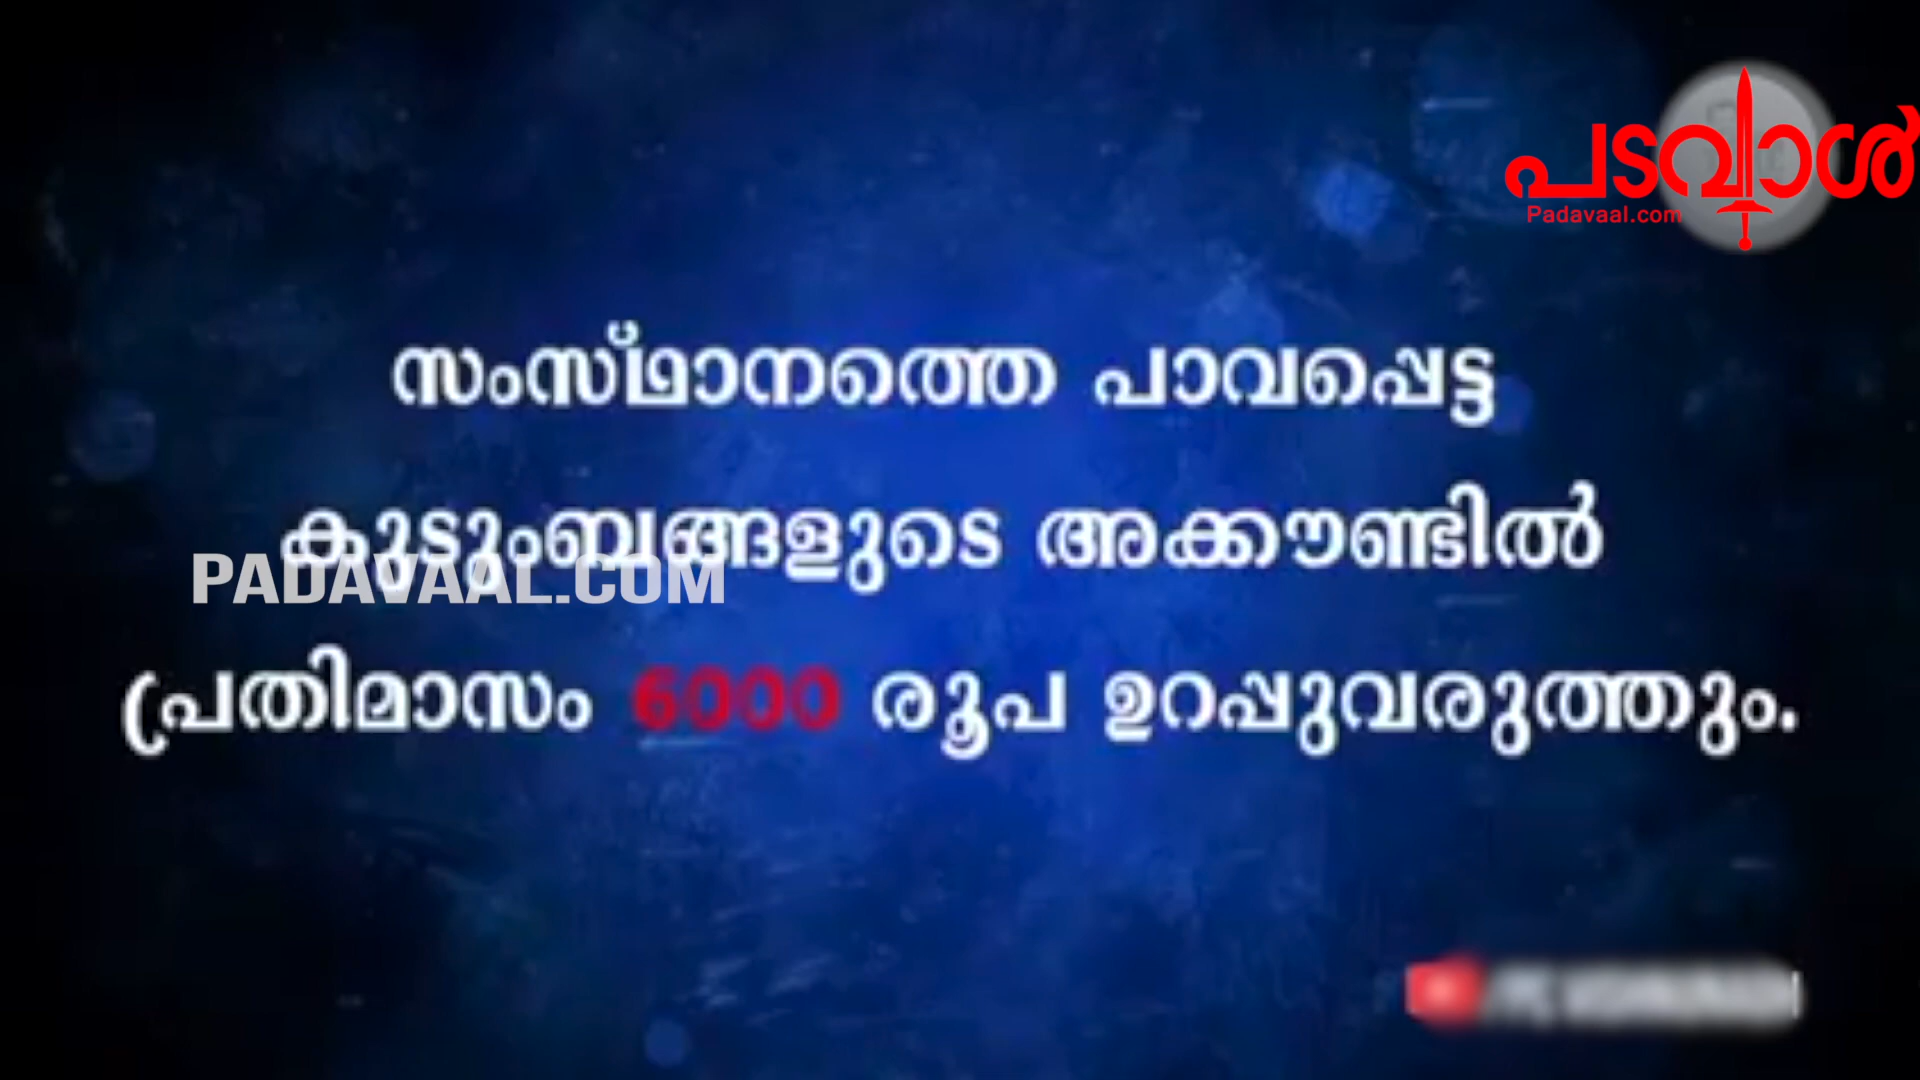 പടവാൾ
Padavaal.com
സംസ്ഥാനത്തെ പാവപ്പെട്ട
കുടുംബങ്ങളുടെ അക്കൗണ്ടിൽ
PADAVAAL.COM
പ്രതിമാസം 6000 രൂപ ഉറപ്പുവരുത്തും.